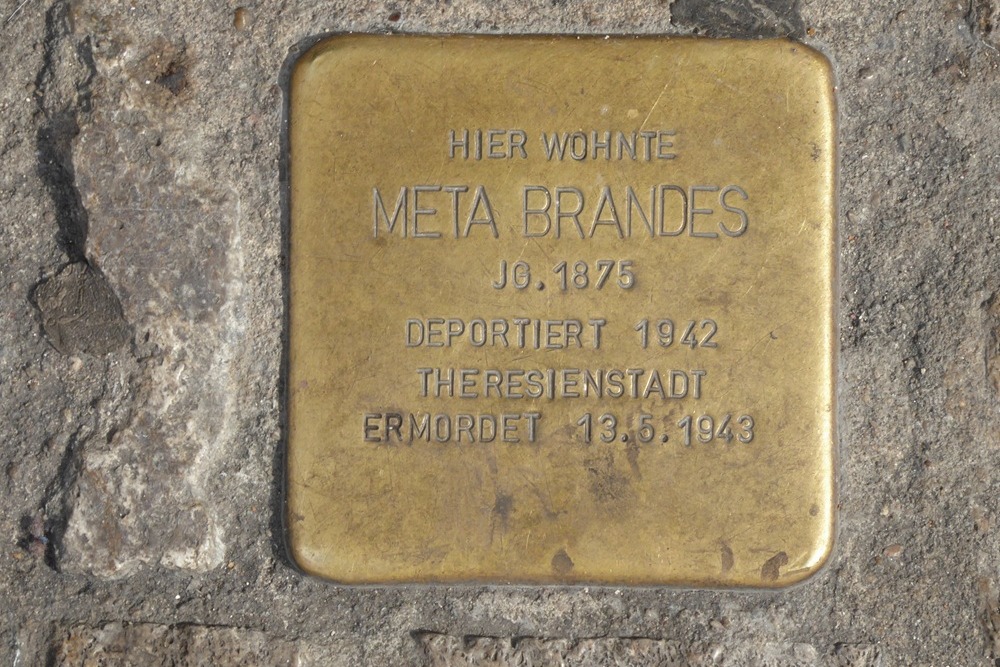 HIER WOHNTE
META BRANDES
JG. 1875
DEPORTIERT 1942
THERESIENSTADT
ERMORDET 13.5.1943